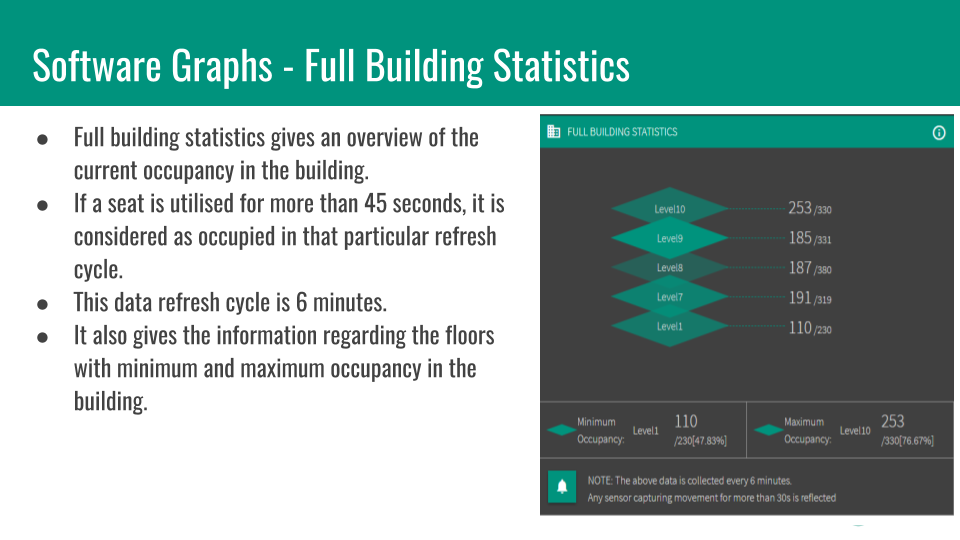 Software Graphs - Full Building Statistics
● Full building statistics gives an overview of the
current occupancy in the building.
● If a seat is utilised for more than 45 seconds, it is
considered as occupied in that particular refresh
cycle.
● This data refresh cycle is 6 minutes.
● It also gives the information regarding the floors
with minimum and maximum occupancy in the
building.
FULL BUILDING STATISTICS
Level10 253 /330
Level9 185 /331
Level8 187 /380
Level7 191 /319
Level1 110 /230
Minimum Occupancy: Level1 110 /230[47.83%]
Maximum Occupancy: Level10 253 /330[76.67%]
NOTE: The above data is collected every 6 minutes.
Any sensor capturing movement for more than 30s is reflected